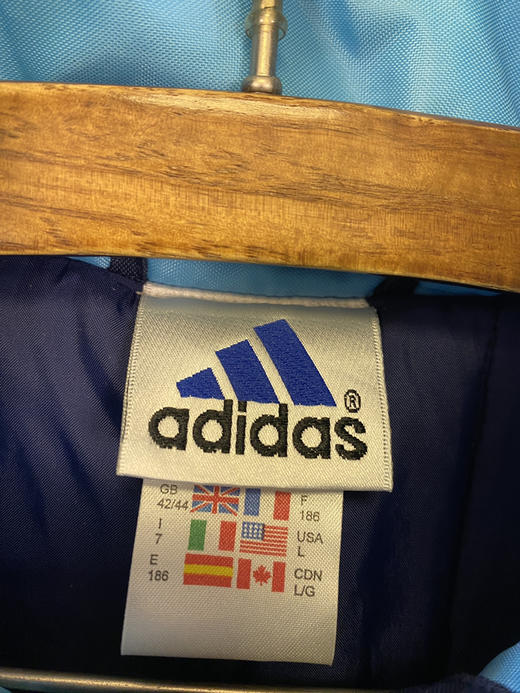 adidas®
GB F
42/44 186
I USA
7 L
E CDN
186 L/G